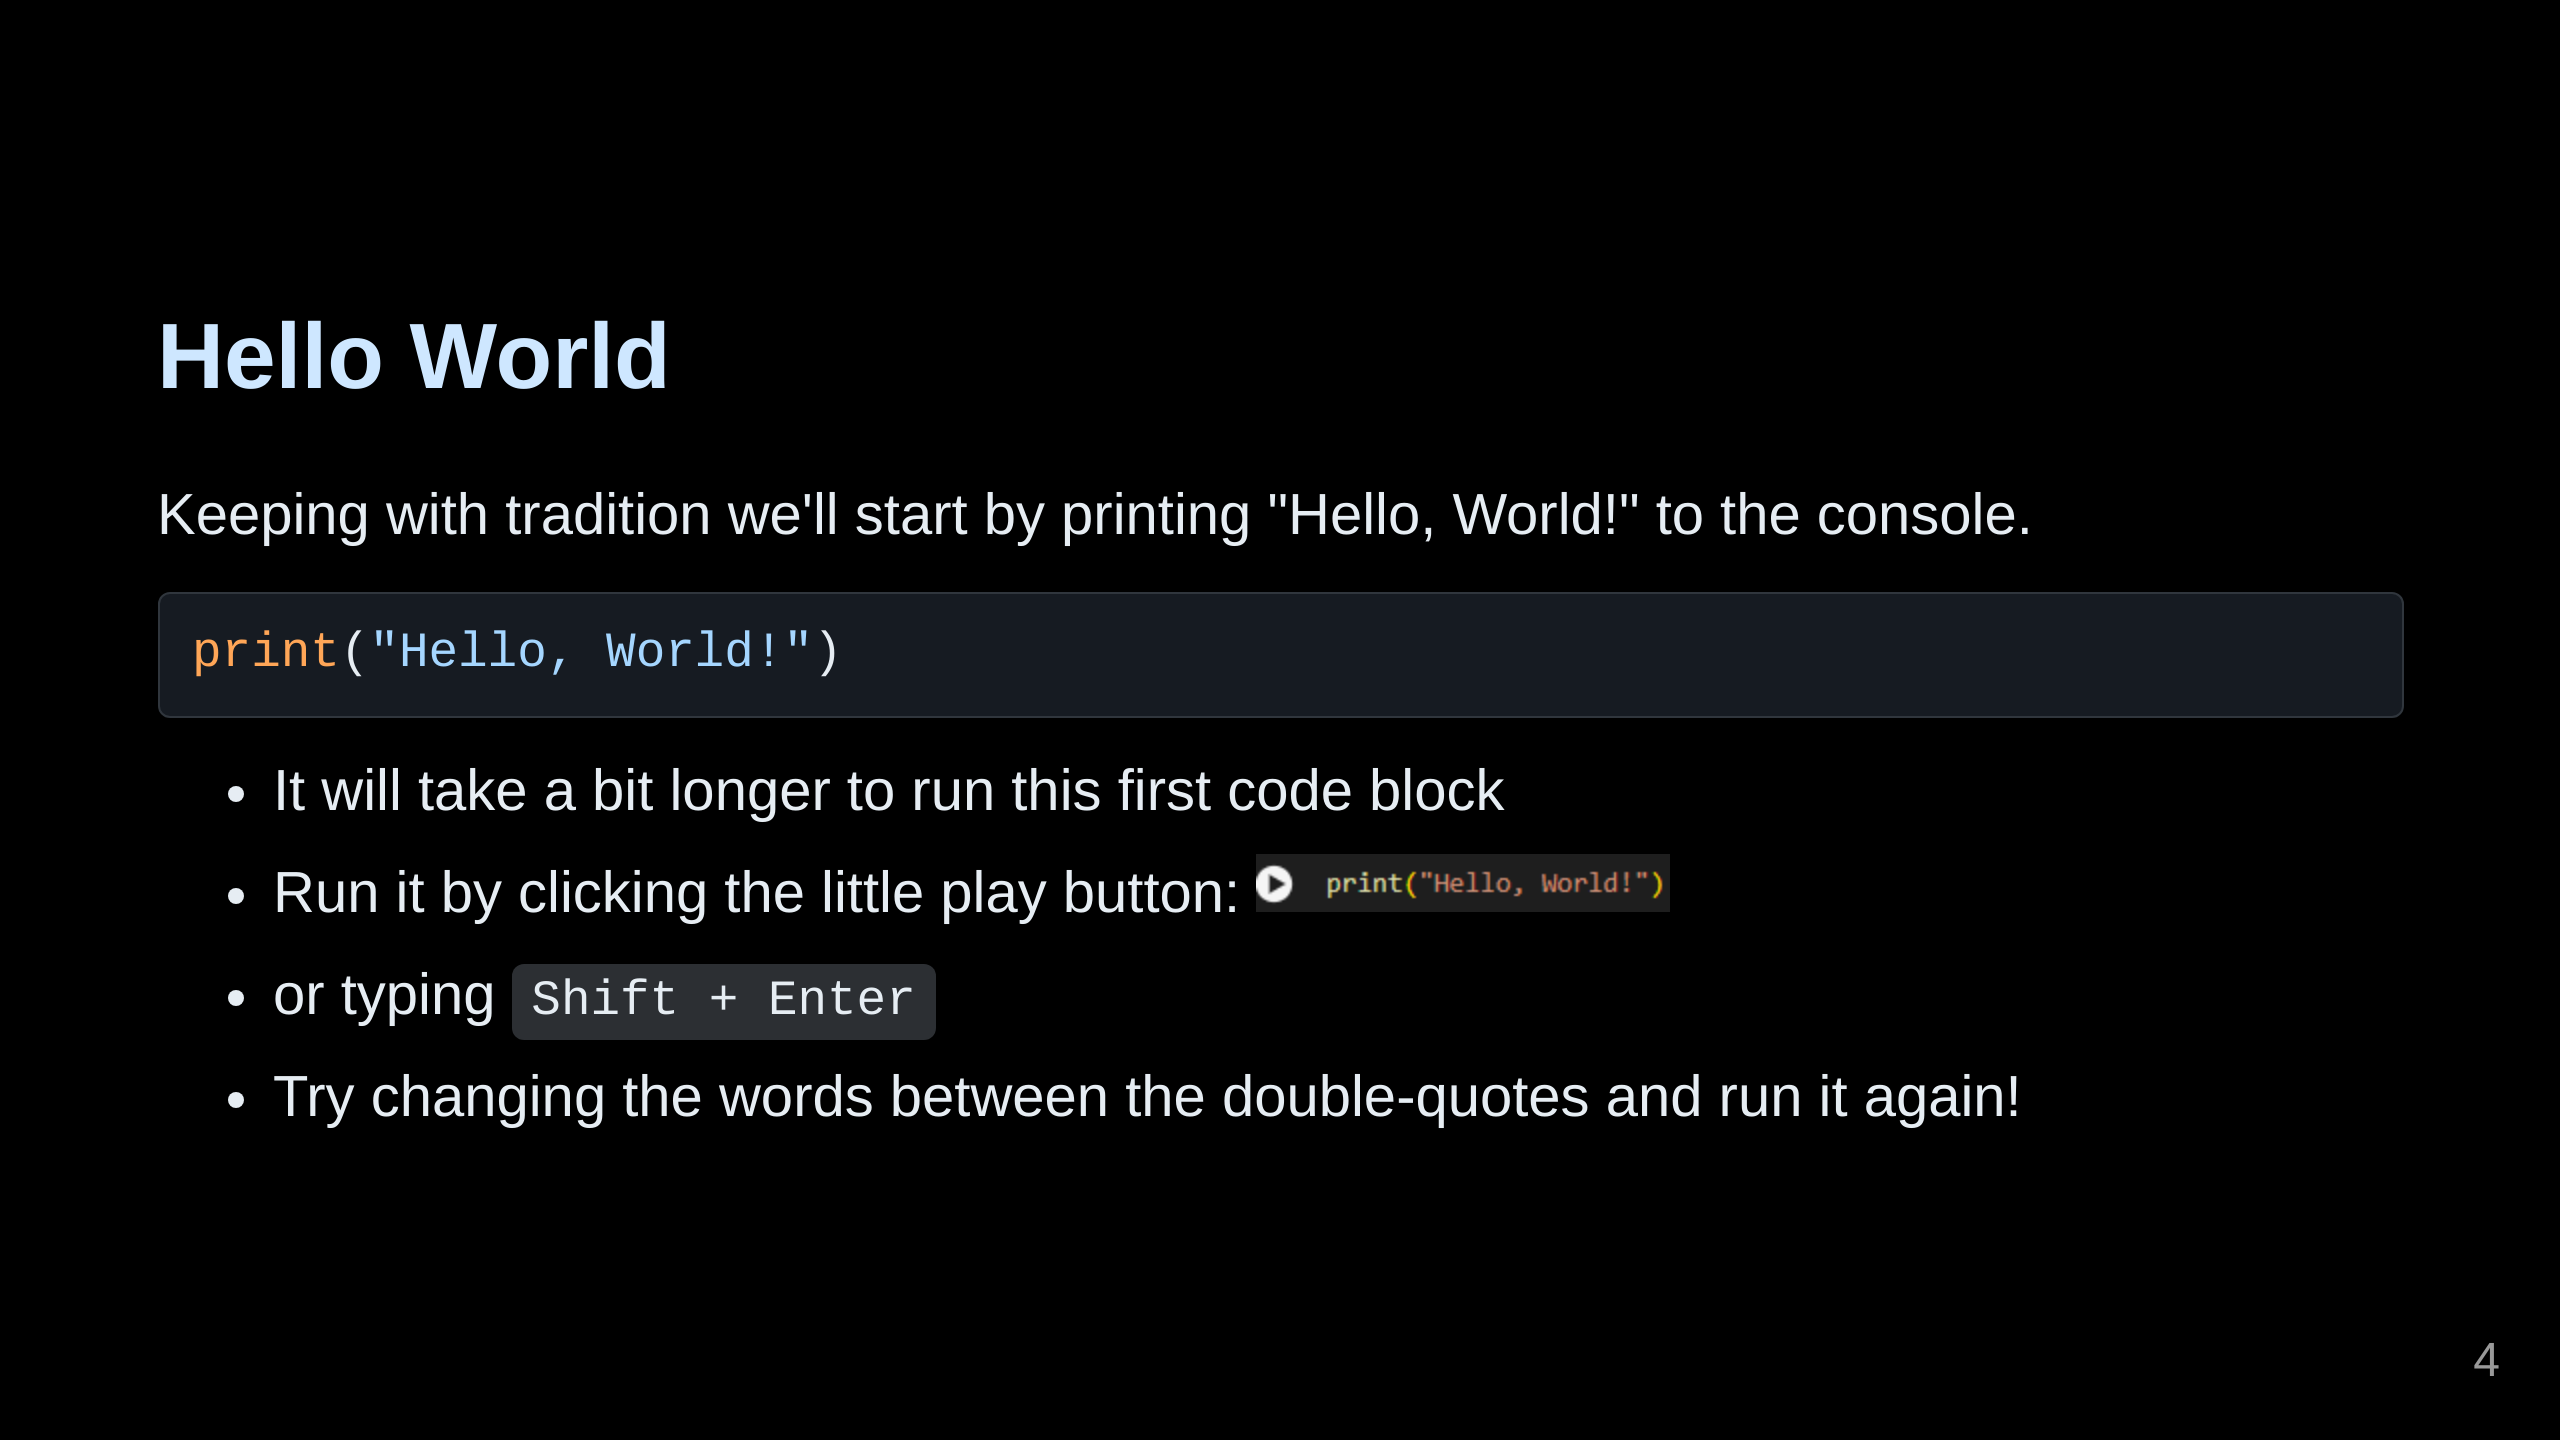 Hello World
Keeping with tradition we'll start by printing "Hello, World!" to the console.
print("Hello, World!")
• It will take a bit longer to run this first code block
• Run it by clicking the little play button: print("Hello, World!")
• or typing Shift + Enter
• Try changing the words between the double-quotes and run it again!
4